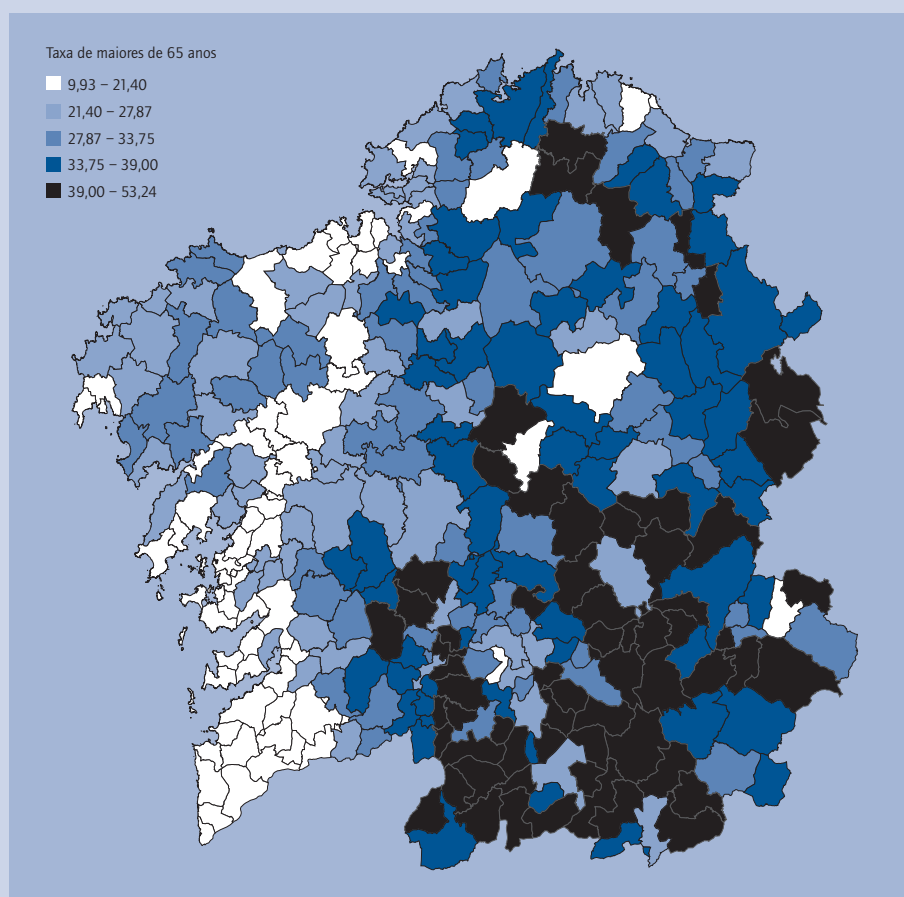 Taxa de maiores de 65 anos
9,93 – 21,40
21,40 – 27,87
27,87 – 33,75
33,75 – 39,00
39,00 – 53,24